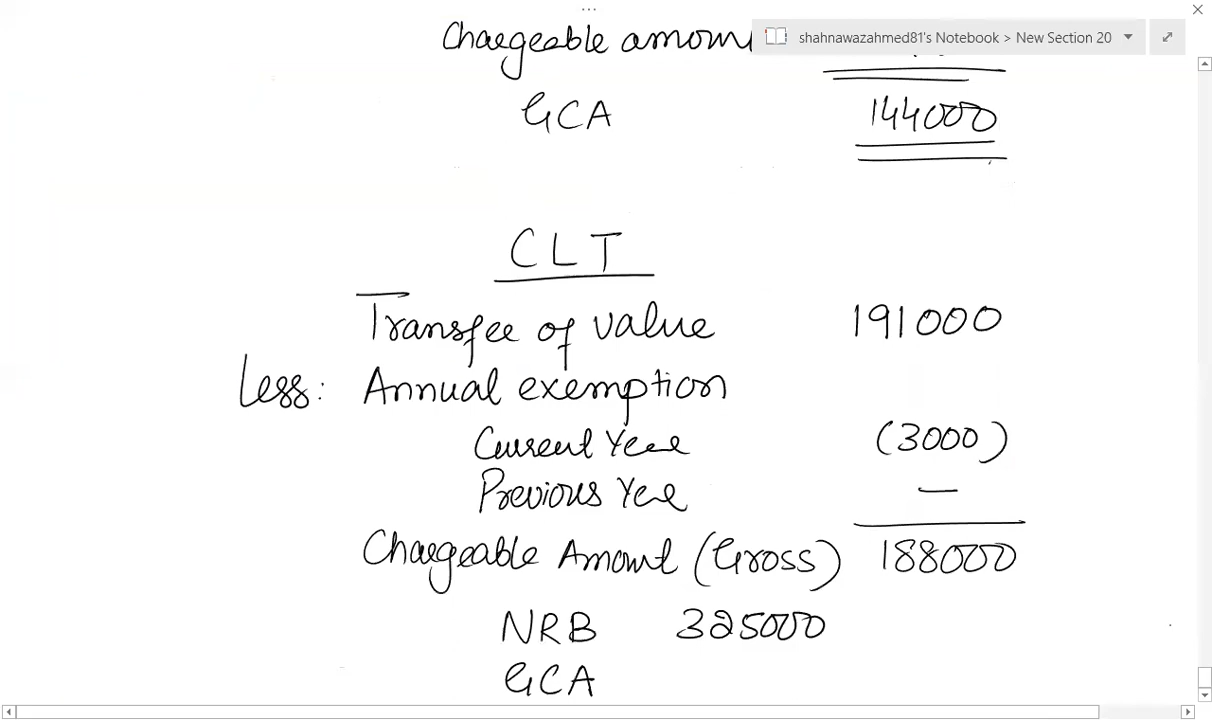 Chargeable amoun
shahnawazahmed81's Notebook > New Section 20
GCA 144000
CLT
Transfer of value 191000
Less: Annual exemption
Current Year (3000)
Previous Year —
Chargeable Amount (Gross) 188000
NRB 325000
GCA